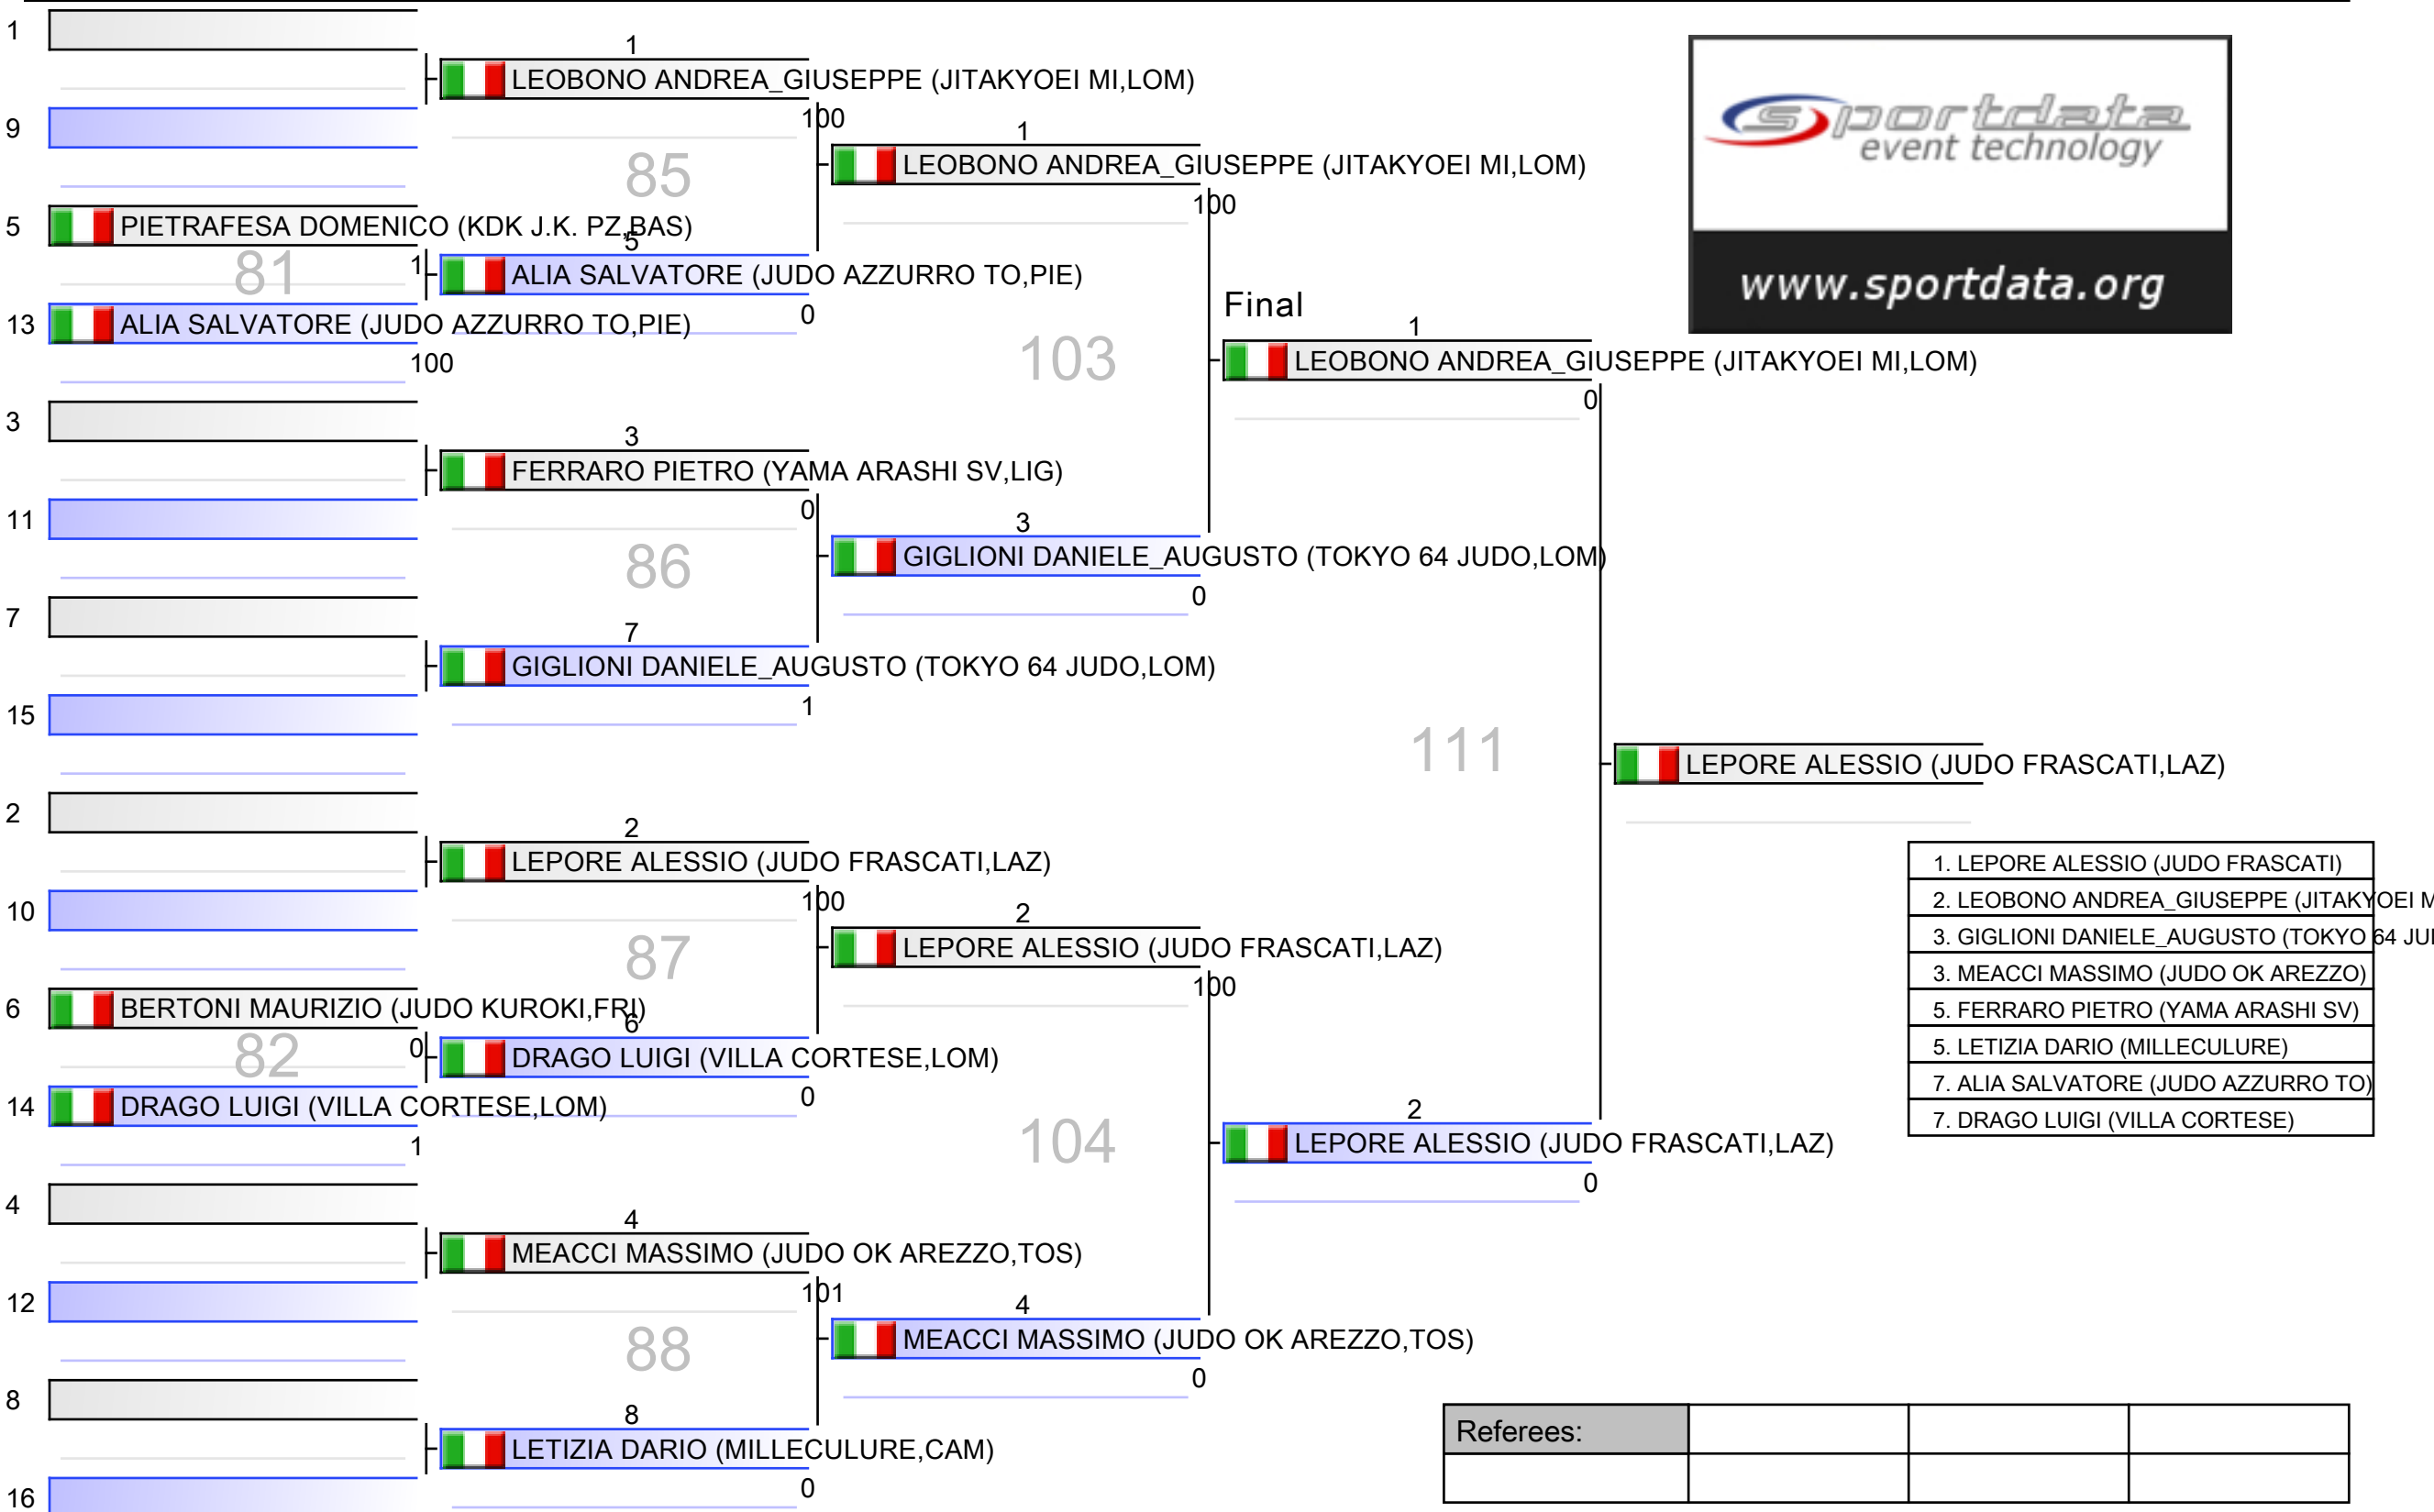 1
1
LEOBONO ANDREA_GIUSEPPE (JITAKYOEI MI,LOM)
100
9
85
1
LEOBONO ANDREA_GIUSEPPE (JITAKYOEI MI,LOM)
100
5
PIETRAFESA DOMENICO (KDK J.K. PZ,BAS)
81
1
5
ALIA SALVATORE (JUDO AZZURRO TO,PIE)
0
13
ALIA SALVATORE (JUDO AZZURRO TO,PIE)
100
103
sportdata
event technology
www.sportdata.org
Final
1
LEOBONO ANDREA_GIUSEPPE (JITAKYOEI MI,LOM)
0
3
3
FERRARO PIETRO (YAMA ARASHI SV,LIG)
0
11
86
3
GIGLIONI DANIELE_AUGUSTO (TOKYO 64 JUDO,LOM)
0
7
7
GIGLIONI DANIELE_AUGUSTO (TOKYO 64 JUDO,LOM)
1
15
111
LEPORE ALESSIO (JUDO FRASCATI,LAZ)
2
2
LEPORE ALESSIO (JUDO FRASCATI,LAZ)
100
10
87
2
LEPORE ALESSIO (JUDO FRASCATI,LAZ)
100
6
BERTONI MAURIZIO (JUDO KUROKI,FRI)
82
0
6
DRAGO LUIGI (VILLA CORTESE,LOM)
0
14
DRAGO LUIGI (VILLA CORTESE,LOM)
1
104
2
LEPORE ALESSIO (JUDO FRASCATI,LAZ)
0
1. LEPORE ALESSIO (JUDO FRASCATI)
2. LEOBONO ANDREA_GIUSEPPE (JITAKYOEI M
3. GIGLIONI DANIELE_AUGUSTO (TOKYO 64 JU
3. MEACCI MASSIMO (JUDO OK AREZZO)
5. FERRARO PIETRO (YAMA ARASHI SV)
5. LETIZIA DARIO (MILLECULURE)
7. ALIA SALVATORE (JUDO AZZURRO TO)
7. DRAGO LUIGI (VILLA CORTESE)
4
4
MEACCI MASSIMO (JUDO OK AREZZO,TOS)
101
12
88
4
MEACCI MASSIMO (JUDO OK AREZZO,TOS)
0
8
8
LETIZIA DARIO (MILLECULURE,CAM)
0
16
Referees: